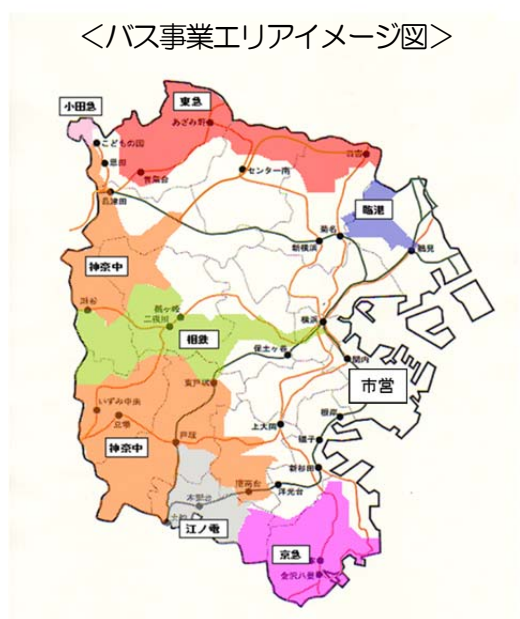 <バス事業エリアイメージ図>
小田急
東急
あざみ野
こどもの国
恩田
青葉台
センター南
長津田
臨港
菊名
新横浜
鶴見
神奈中
鶴ヶ峰
二俣川
横浜
相鉄
保土ヶ谷
関内
東戸塚
市営
いずみ中央
立場
上大岡
根岸
神奈中
戸塚
磯子
新杉田
港南台
洋光台
本郷台
大船
江ノ電
京急
金沢八景